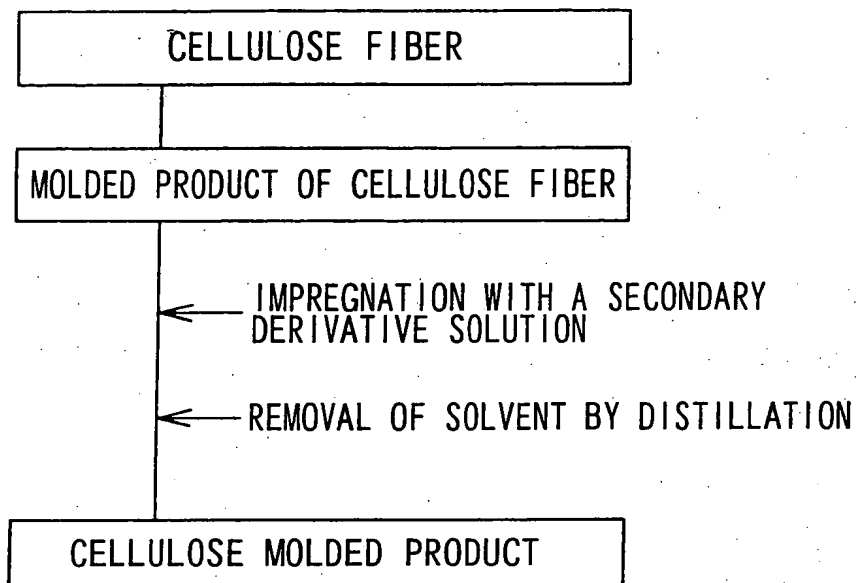 CELLULOSE FIBER
MOLDED PRODUCT OF CELLULOSE FIBER
IMPREGNATION WITH A SECONDARY
DERIVATIVE SOLUTION
REMOVAL OF SOLVENT BY DISTILLATION
CELLULOSE MOLDED PRODUCT